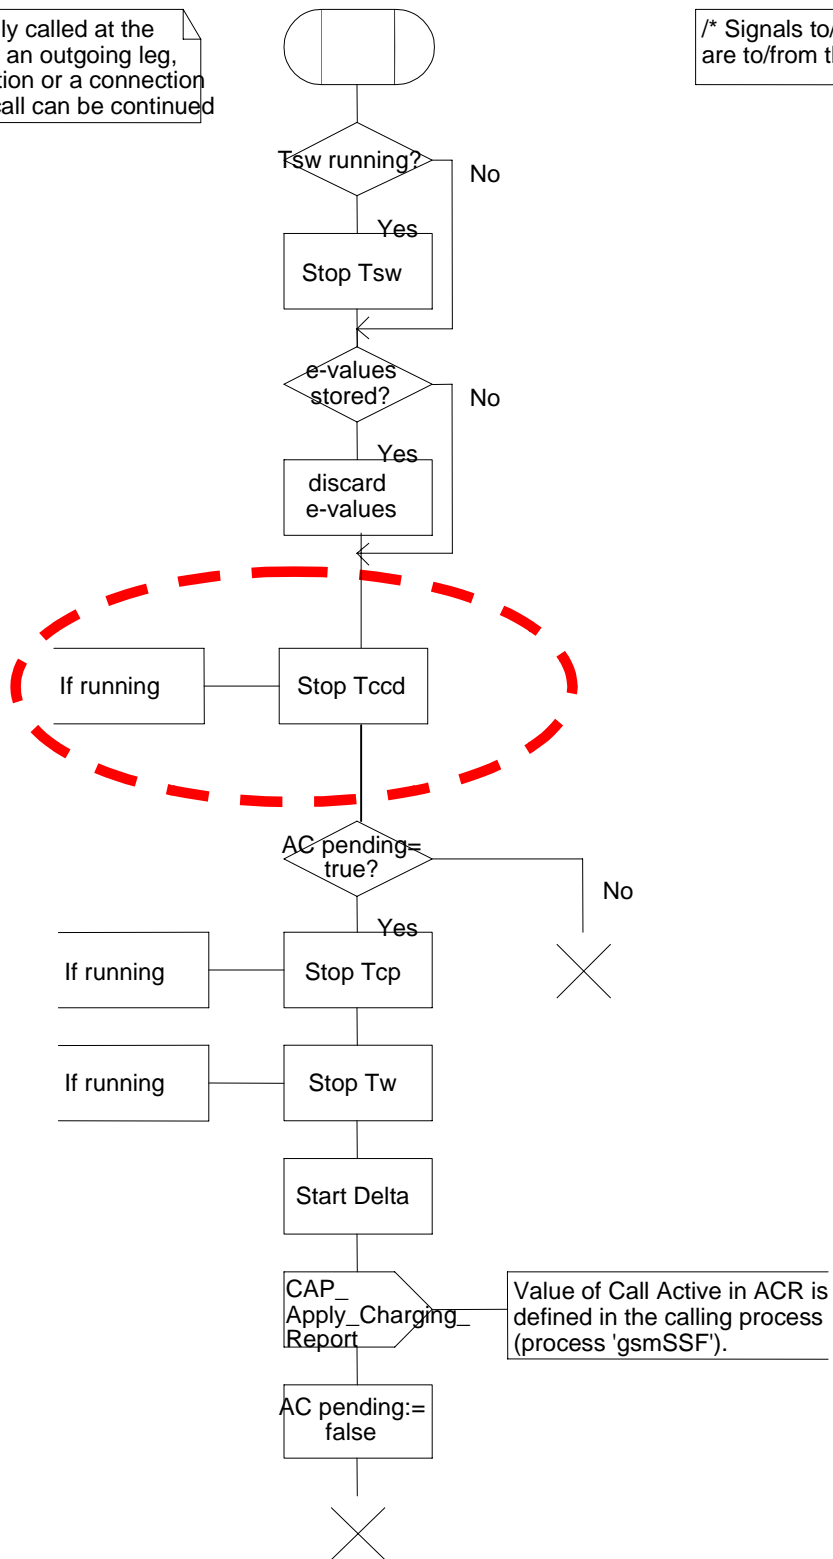 ly called at the
an outgoing leg,
tion or a connection
call can be continued
/* Signals to/
are to/from th
Tsw running?
No
Yes
Stop Tsw
e-values
stored?
No
Yes
discard
e-values
If running
Stop Tccd
AC pending=
true?
No
Yes
If running
Stop Tcp
If running
Stop Tw
Start Delta
CAP_
Apply_Charging_
Report
Value of Call Active in ACR is
defined in the calling process
(process 'gsmSSF').
AC pending:=
false